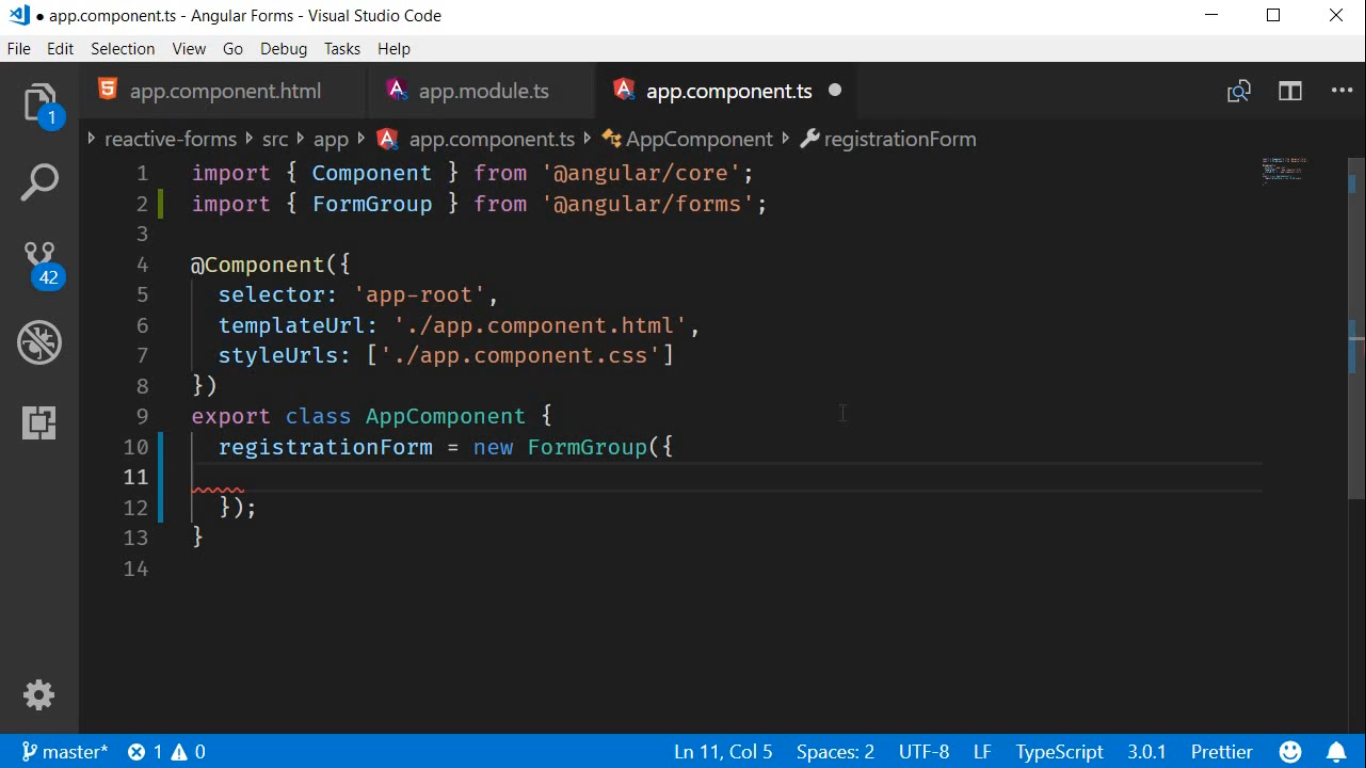 ● app.component.ts - Angular Forms - Visual Studio Code
File Edit Selection View Go Debug Tasks Help
1
app.component.html app.module.ts app.component.ts
reactive-forms src app app.component.ts AppComponent registrationForm
1 import { Component } from '@angular/core';
2 import { FormGroup } from '@angular/forms';
3
4 @Component({
5 selector: 'app-root',
42
6 templateUrl: './app.component.html',
7 styleUrls: ['./app.component.css']
8 })
9 export class AppComponent {
10 registrationForm = new FormGroup({
11
12 });
13 }
14
master* 1 0 Ln 11, Col 5 Spaces: 2 UTF-8 LF TypeScript 3.0.1 Prettier